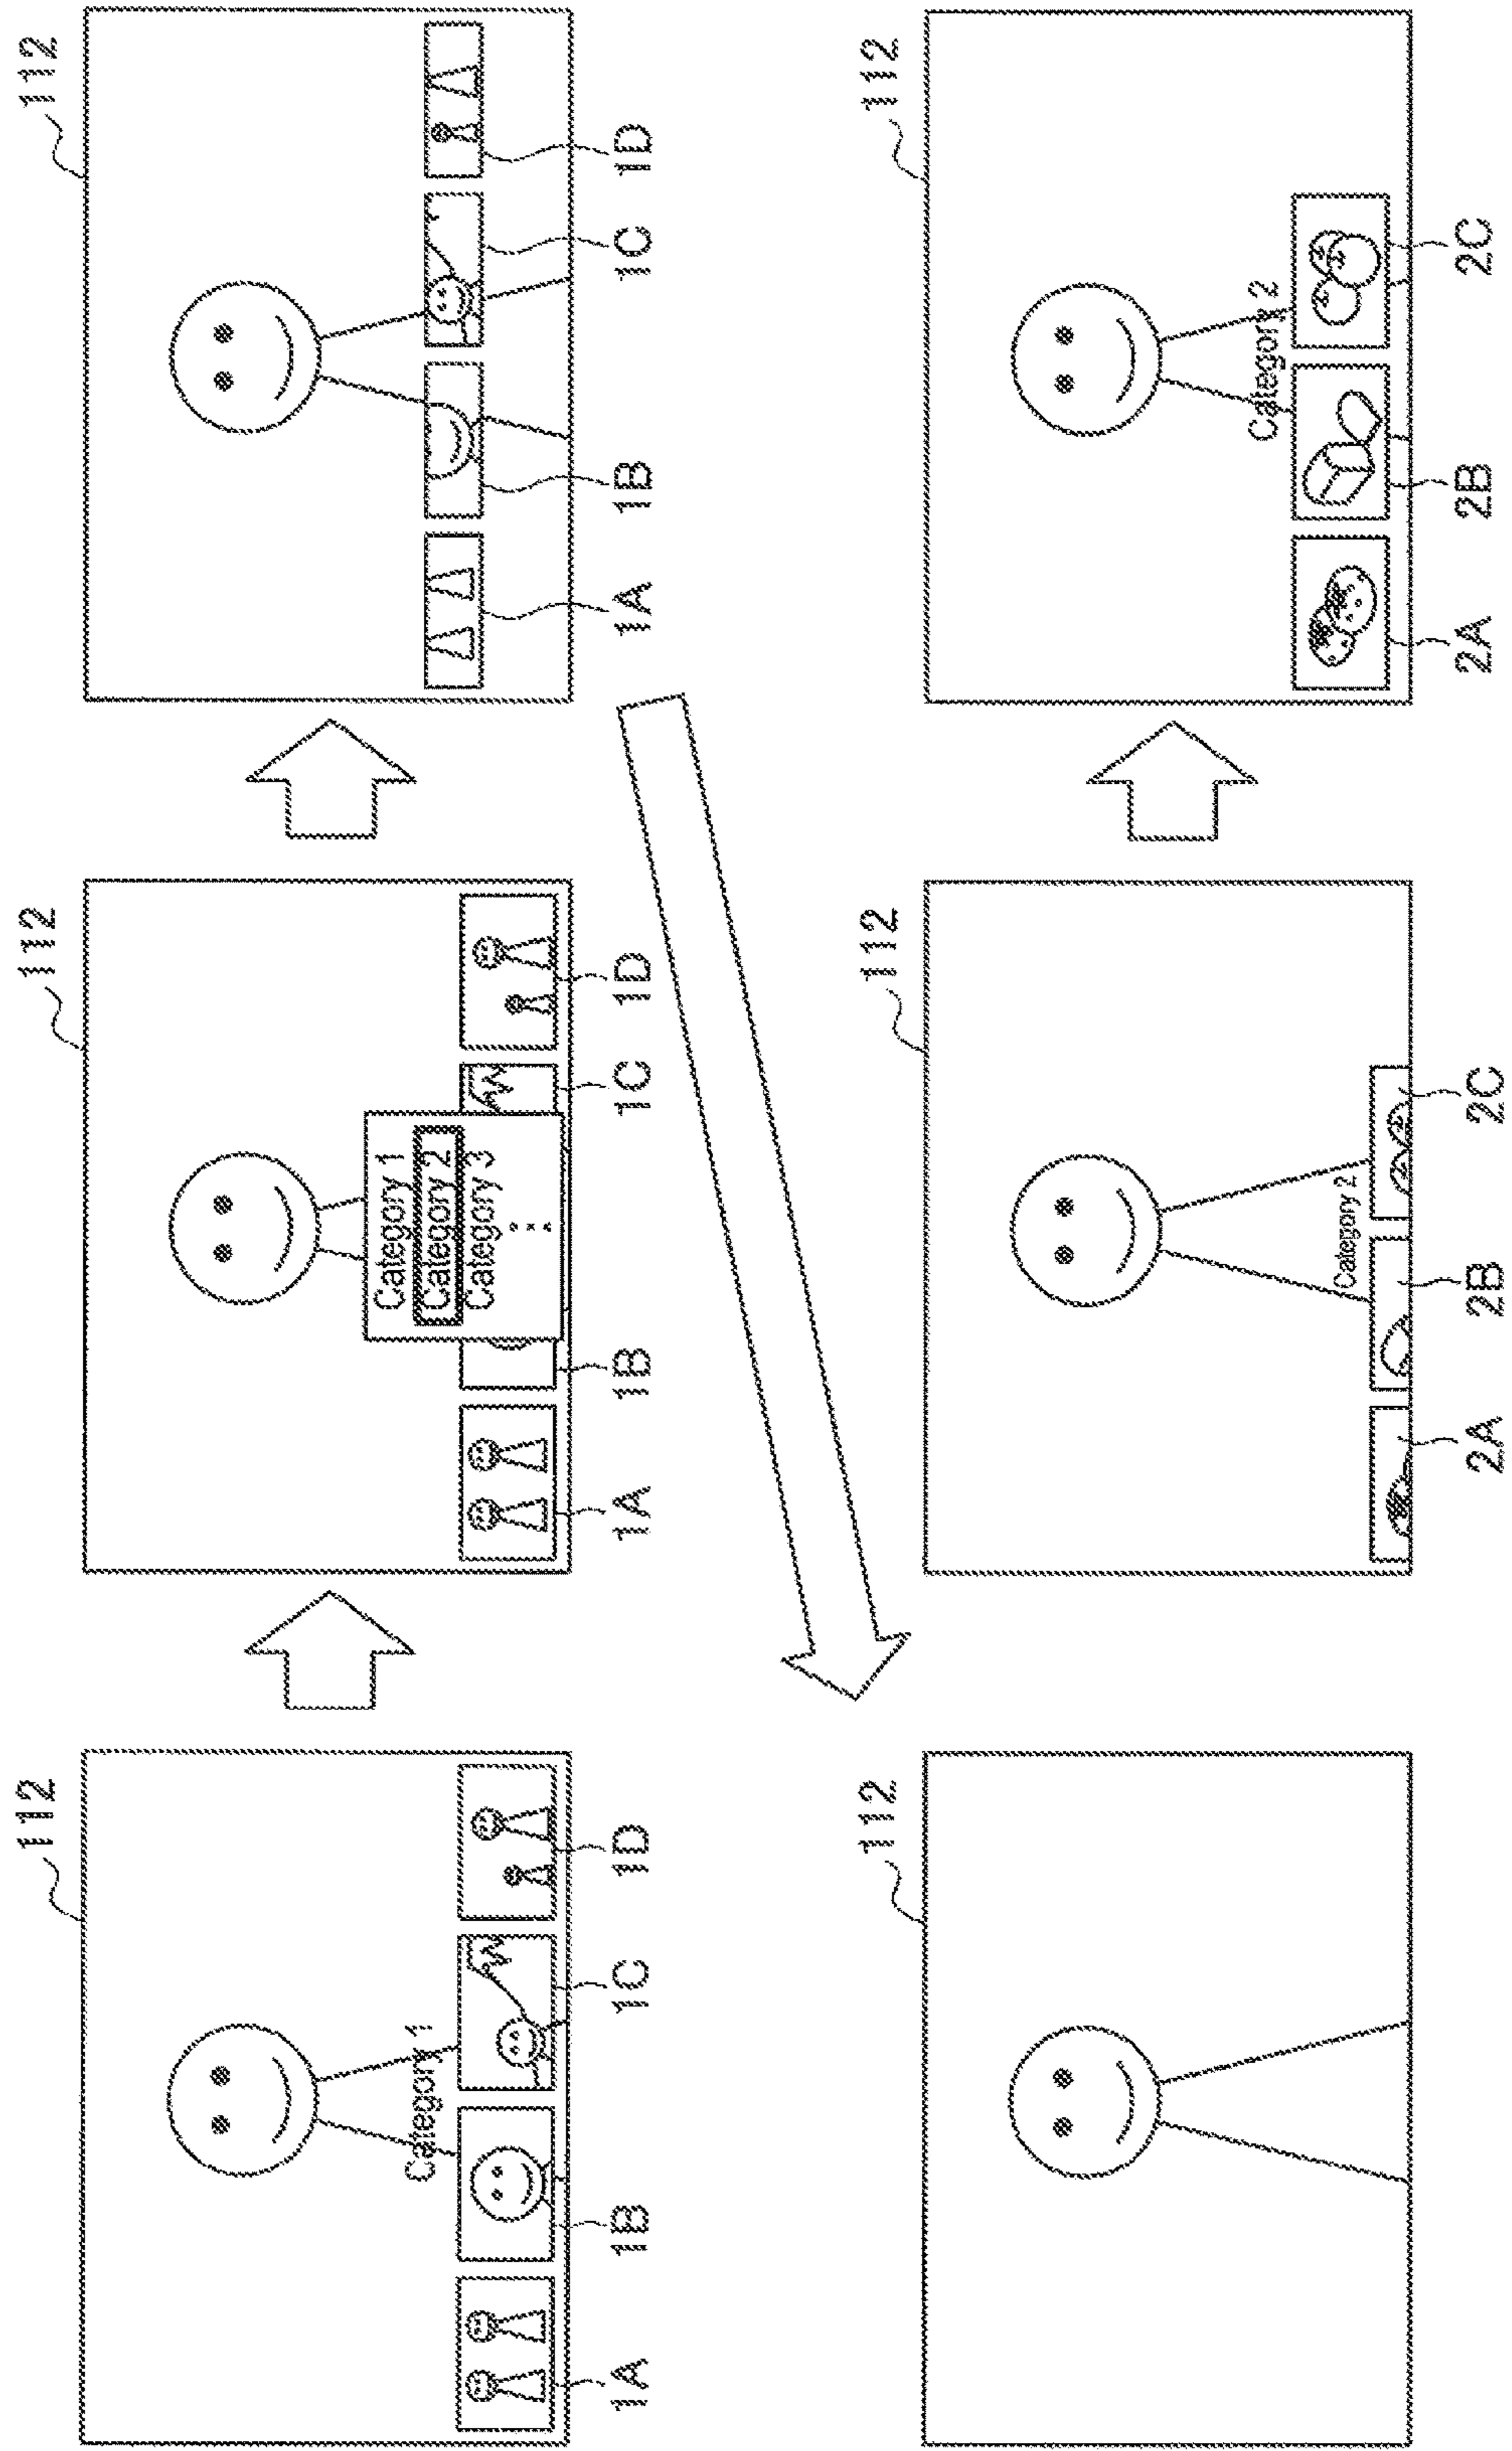 112
Category 1
1A 1B 1C 1D
112
Category 1
Category 2
Category 3
...
1A 1B 1C 1D
112
1A 1B 1C 1D
112
112
Category 2
2A 2B 2C
112
Category 2
2A 2B 2C